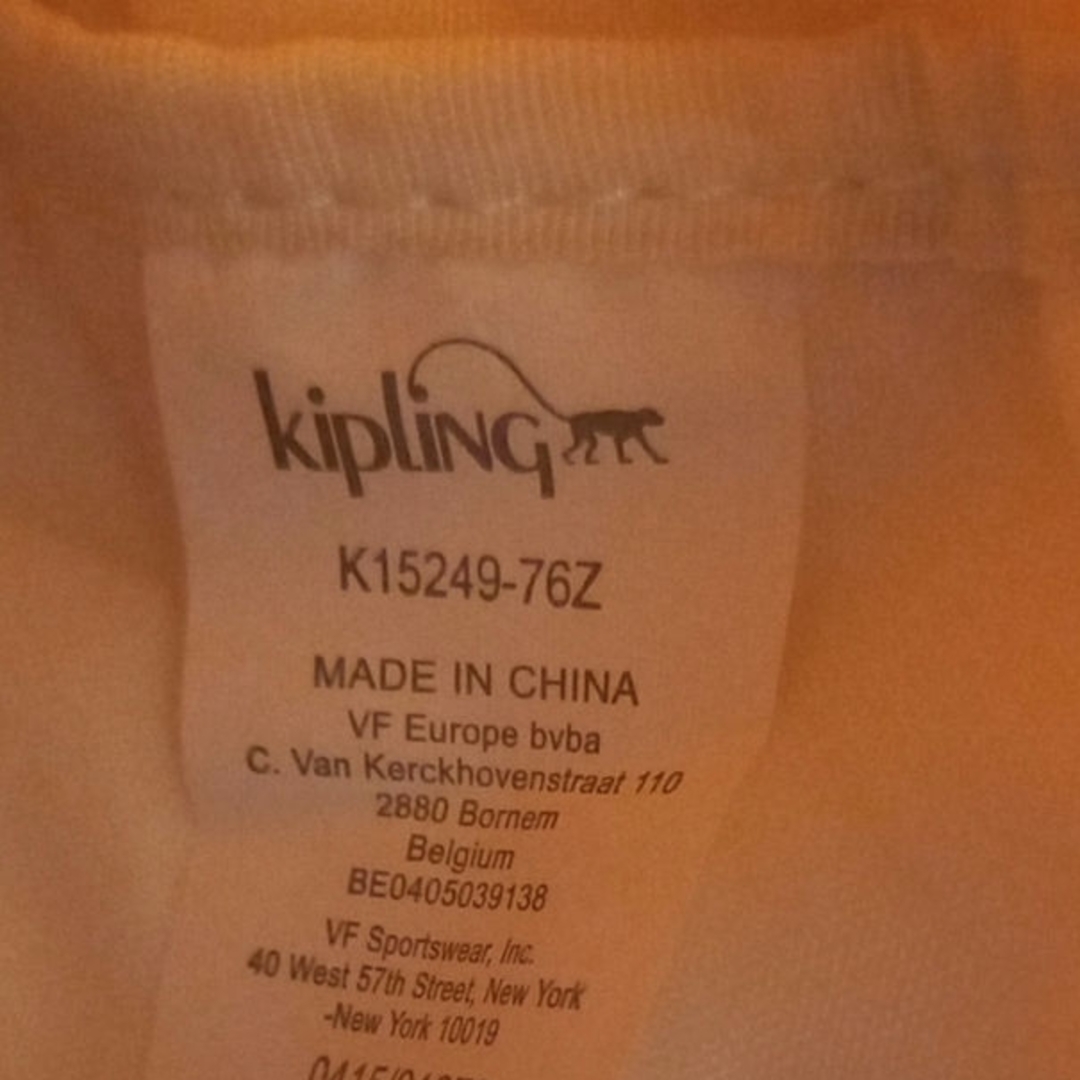 kipling
K15249-76Z
MADE IN CHINA
VF Europe bvba
C. Van Kerckhovenstraat 110
2880 Bornem
Belgium
BE0405039138
VF Sportswear, Inc.
40 West 57th Street, New York
-New York 10019